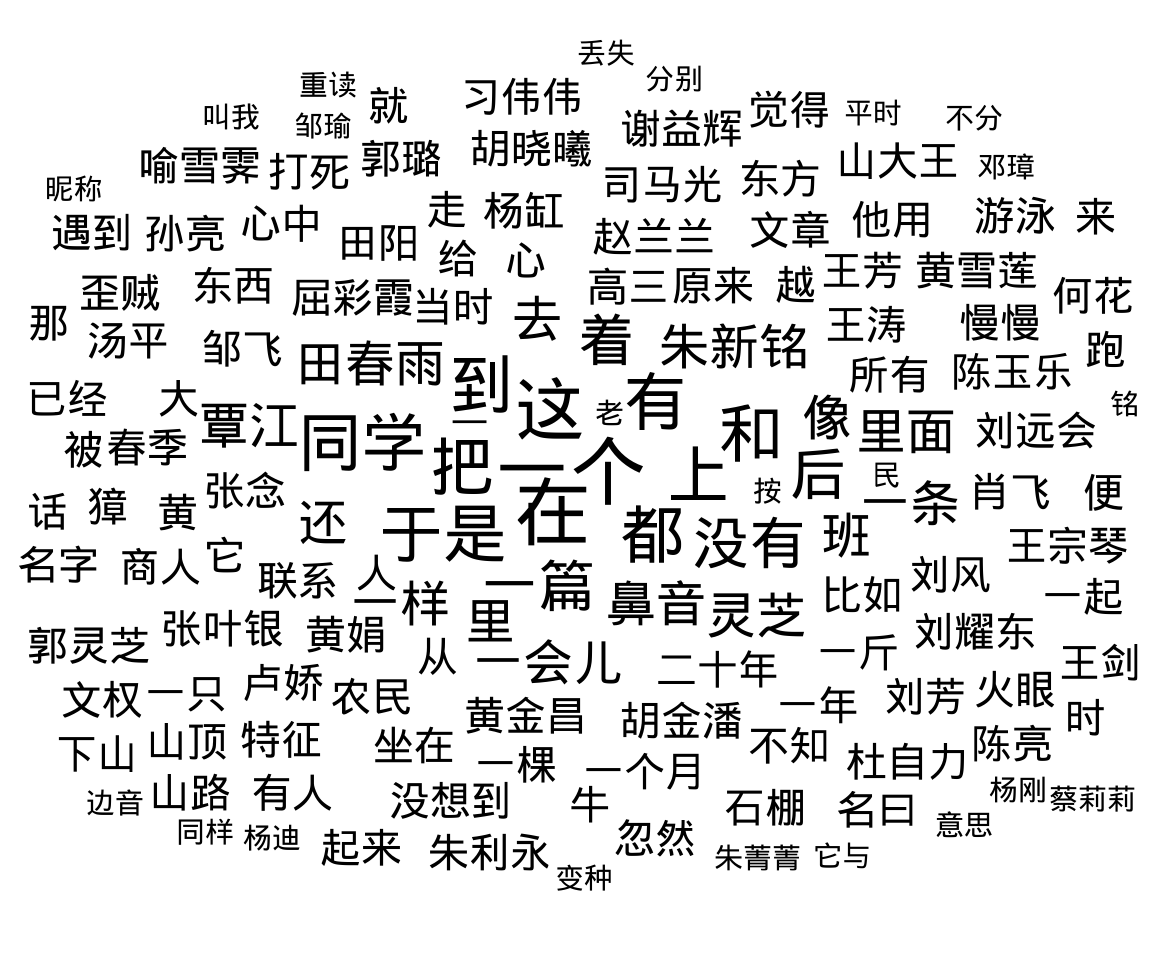 丢失
分别
重读
就
习伟伟
叫我
邹瑜
谢益辉
觉得
平时
不分
喻雪霁
打死
郭璐
胡晓曦
山大王
邓璋
昵称
司马光
东方
遇到
孙亮
心中
走
杨缸
他用
游泳
来
田阳
给
心
赵兰兰
文章
歪贼
东西
屈彩霞
当时
高三
原来
越
王芳
黄雪莲
何花
那
汤平
邹飞
去
着
朱新铭
王涛
慢慢
跑
田春雨
到
所有
陈玉乐
已经
大
这
老
有
铭
被
春季
覃江
同学
一
和
像
里面
刘远会
把
一个
上
后
民
话
獐
黄
张念
还
在
按
一条
肖飞
便
于是
都
没有
班
王宗琴
名字
商人
它
联系
人
一样
一篇
里
鼻音
灵芝
比如
刘风
一起
郭灵芝
张叶银
黄娟
从
一会儿
二十年
一斤
刘耀东
王剑
文权
一只
卢娇
农民
黄金昌
胡金潘
一年
刘芳
火眼
时
下山
山顶
特征
坐在
一棵
一个月
不知
杜自力
陈亮
边音
山路
有人
没想到
牛
石棚
名曰
杨刚
蔡莉莉
同样
杨迪
起来
朱利永
忽然
意思
朱菁菁
它与
变种